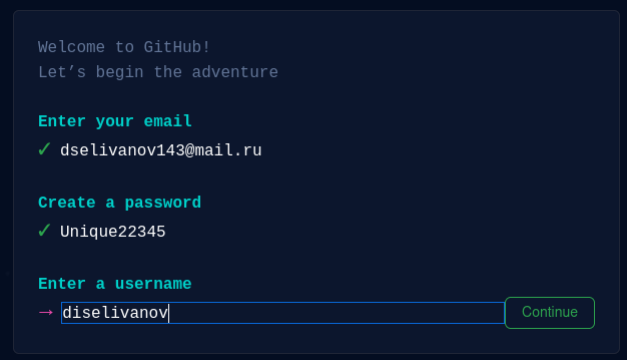 Welcome to GitHub!
Let’s begin the adventure
Enter your email
✓ dselivanov143@mail.ru
Create a password
✓ Unique22345
Enter a username
→ diselivanov
Continue